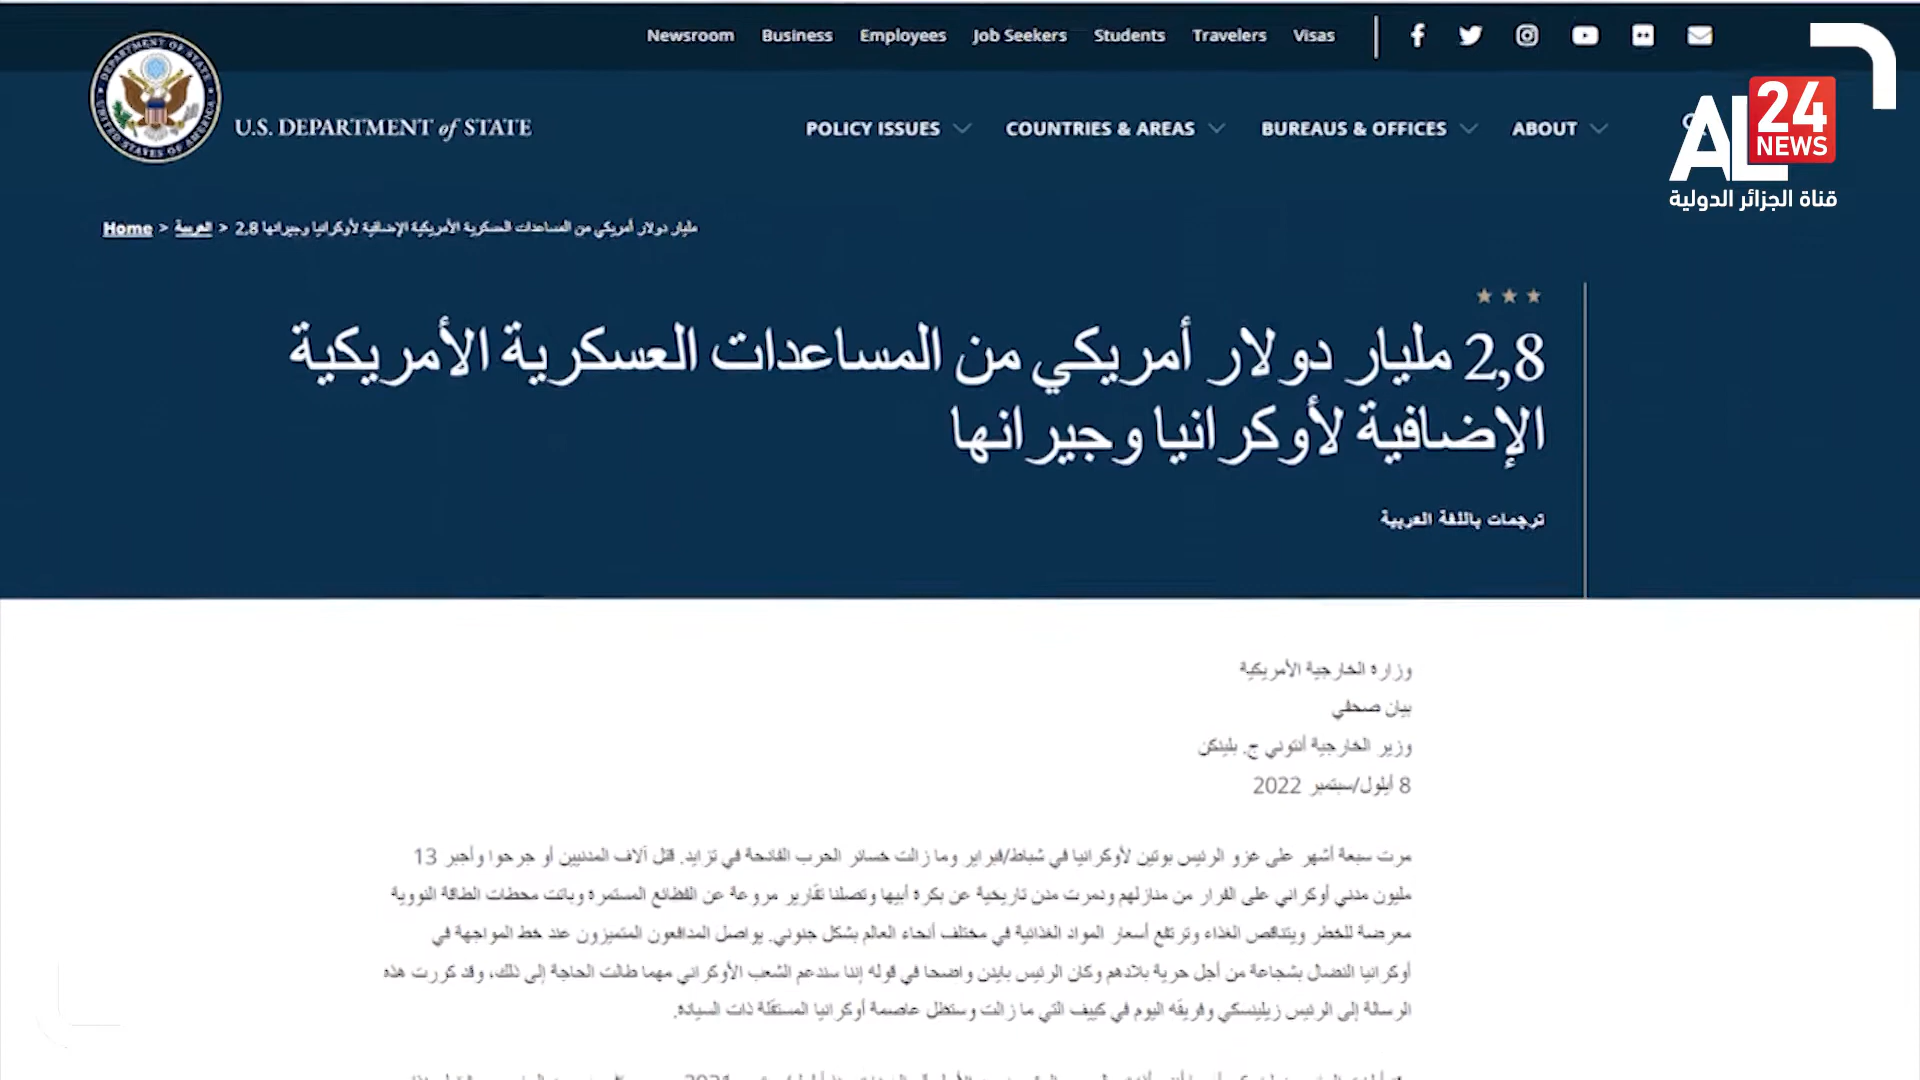 Newsroom Business Employees Job Seekers Students Travelers Visas
U.S. DEPARTMENT of STATE
POLICY ISSUES COUNTRIES & AREAS BUREAUS & OFFICES ABOUT
AL 24 NEWS
قناة الجزائر الدولية
Home > العربية > 2,8 مليار دولار أمريكي من المساعدات العسكرية الأمريكية الإضافية لأوكرانيا وجيرانها
2,8 مليار دولار أمريكي من المساعدات العسكرية الأمريكية
الإضافية لأوكرانيا وجيرانها
ترجمات باللغة العربية
وزارة الخارجية الأمريكية
بيان صحفي
وزير الخارجية أنتوني ج. بلينكن
8 أيلول/سبتمبر 2022
مرت سبعة أشهر على غزو الرئيس بوتين لأوكرانيا في شباط/فبراير وما زالت خسائر الحرب الفادحة في تزايد. قتل آلاف المدنيين أو جرحوا وأجبر 13
مليون مدني أوكراني على الفرار من منازلهم ودمرت مدن تاريخية عن بكرة أبيها وتصلنا تقارير مروعة عن الفظائع المستمرة وباتت محطات الطاقة النووية
معرضة للخطر ويتناقص الغذاء وترتفع أسعار المواد الغذائية في مختلف أنحاء العالم بشكل جنوني. يواصل المدافعون المتميزون عند خط المواجهة في
أوكرانيا النضال بشجاعة من أجل حرية بلادهم وكان الرئيس بايدن واضحا في قوله إننا سندعم الشعب الأوكراني مهما طالت الحاجة إلى ذلك، وقد كررت هذه
الرسالة إلى الرئيس زيلينسكي وفريقه اليوم في كييف التي ما زالت وستظل عاصمة أوكرانيا المستقلة ذات السيادة.